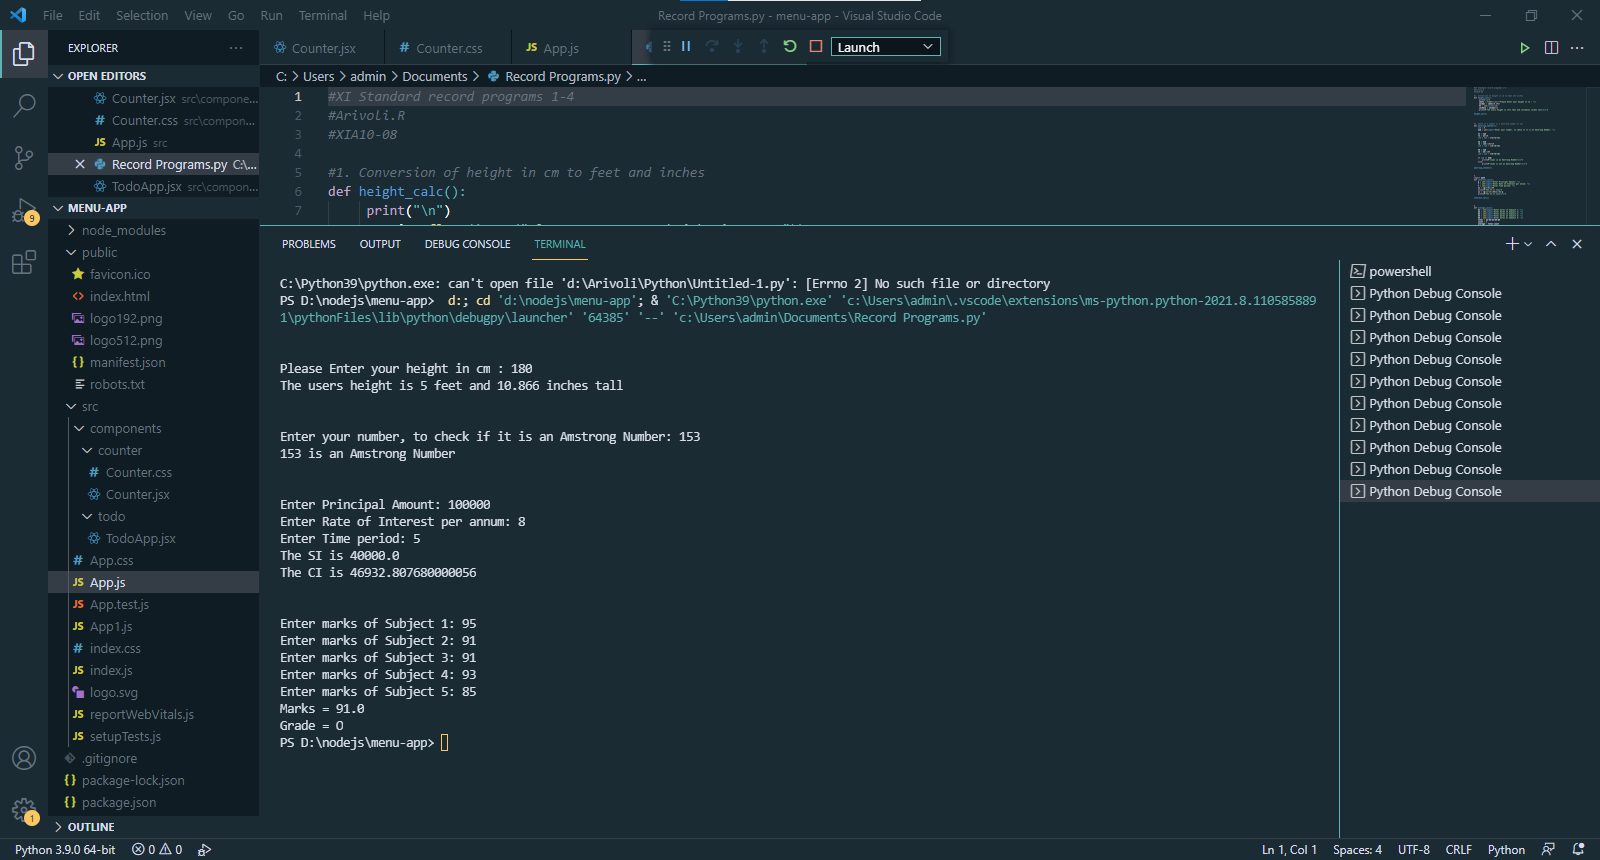 File Edit Selection View Go Run Terminal Help
Record Programs.py - menu-app - Visual Studio Code
EXPLORER
OPEN EDITORS
Counter.jsx src\compone...
Counter.css src\compon...
App.js src
Record Programs.py C:\...
TodoApp.jsx src\compon...
MENU-APP
node_modules
public
favicon.ico
index.html
logo192.png
logo512.png
manifest.json
robots.txt
src
components
counter
Counter.css
Counter.jsx
todo
TodoApp.jsx
App.css
App.js
App.test.js
App1.js
index.css
index.js
logo.svg
reportWebVitals.js
setupTests.js
.gitignore
package-lock.json
package.json
OUTLINE
Counter.jsx
Counter.css
App.js
Launch
C: > Users > admin > Documents > Record Programs.py > ...
1 #XI Standard record programs 1-4
2 #Arivoli.R
3 #XIA10-08
4
5 #1. Conversion of height in cm to feet and inches
6 def height_calc():
7 print("\n")
PROBLEMS OUTPUT DEBUG CONSOLE TERMINAL
C:\Python39\python.exe: can't open file 'd:\Arivoli\Python\Untitled-1.py': [Errno 2] No such file or directory
PS D:\nodejs\menu-app> d:; cd 'd:\nodejs\menu-app'; & 'C:\Python39\python.exe' 'c:\Users\admin\.vscode\extensions\ms-python.python-2021.8.110585889
1\pythonFiles\lib\python\debugpy\launcher' '64385' '--' 'c:\Users\admin\Documents\Record Programs.py'
Please Enter your height in cm : 180
The users height is 5 feet and 10.866 inches tall
Enter your number, to check if it is an Amstrong Number: 153
153 is an Amstrong Number
Enter Principal Amount: 100000
Enter Rate of Interest per annum: 8
Enter Time period: 5
The SI is 40000.0
The CI is 46932.807680000056
Enter marks of Subject 1: 95
Enter marks of Subject 2: 91
Enter marks of Subject 3: 91
Enter marks of Subject 4: 93
Enter marks of Subject 5: 85
Marks = 91.0
Grade = O
PS D:\nodejs\menu-app>
powershell
Python Debug Console
Python Debug Console
Python Debug Console
Python Debug Console
Python Debug Console
Python Debug Console
Python Debug Console
Python Debug Console
Python Debug Console
Python Debug Console
9
1
Python 3.9.0 64-bit 0 0
Ln 1, Col 1 Spaces: 4 UTF-8 CRLF Python